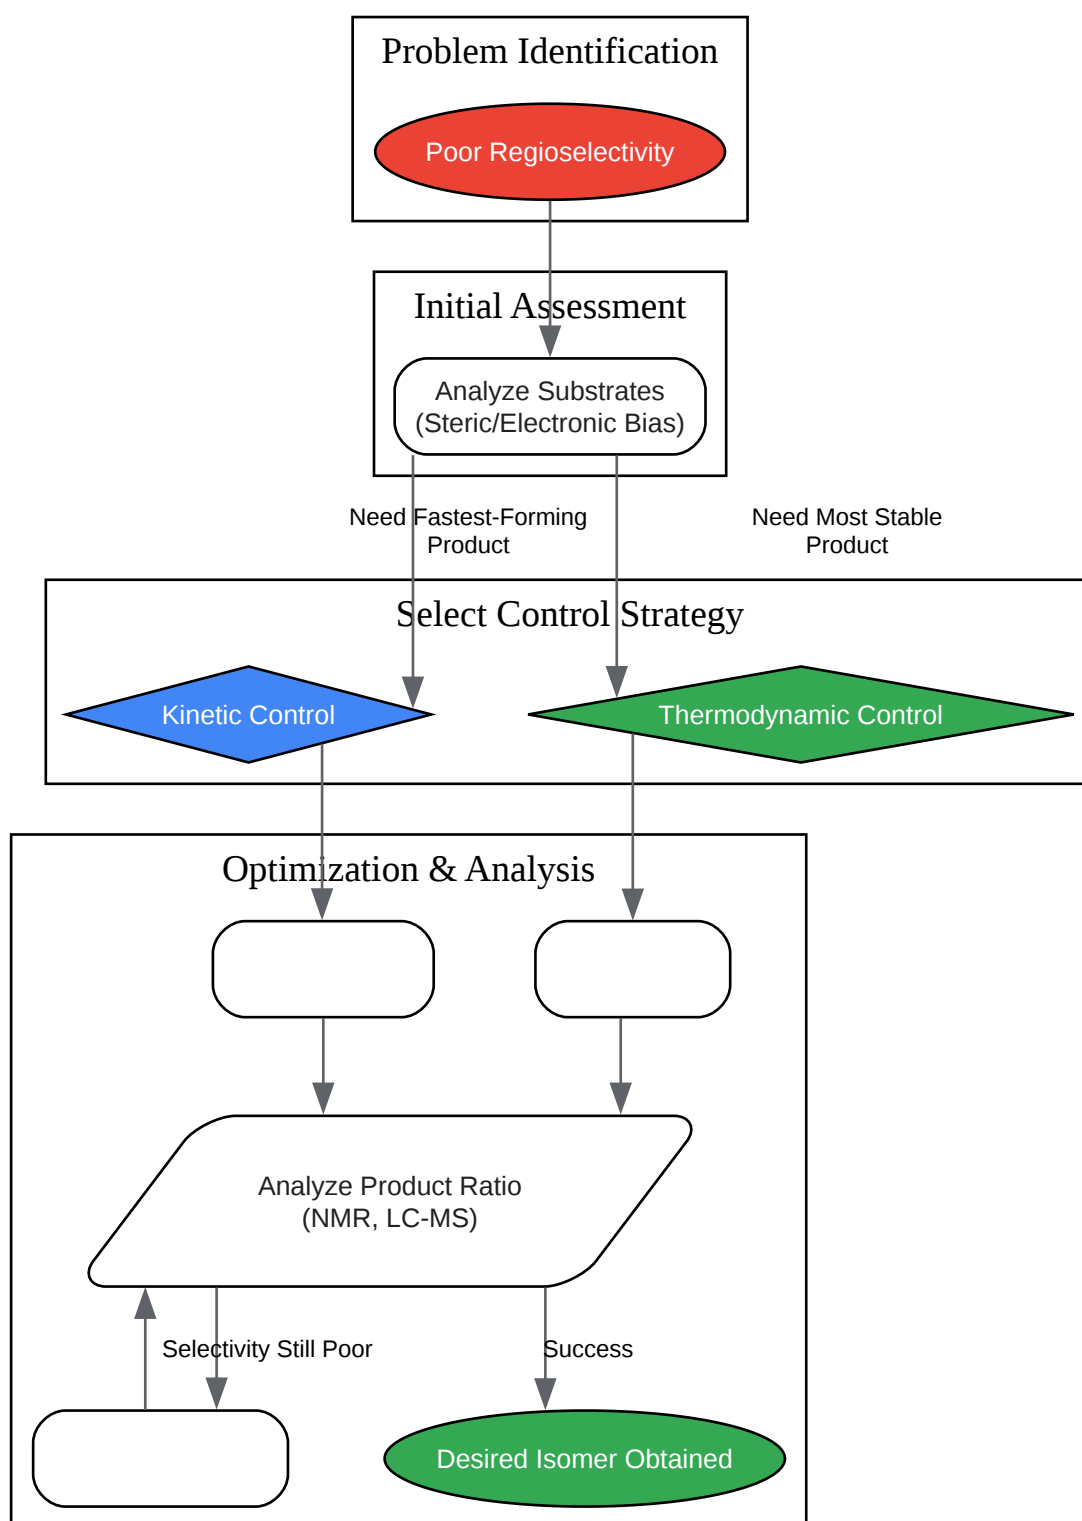 Problem Identification
Poor Regioselectivity
Initial Assessment
Analyze Substrates
(Steric/Electronic Bias)
Need Fastest-Forming
Product
Need Most Stable
Product
Select Control Strategy
Kinetic Control
Thermodynamic Control
Optimization & Analysis
Analyze Product Ratio
(NMR, LC-MS)
Selectivity Still Poor
Success
Desired Isomer Obtained